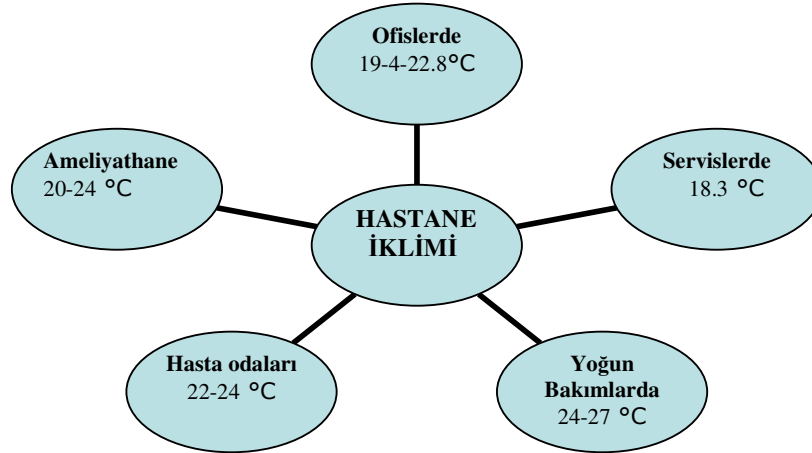 Ofislerde
19-4-22.8°C
Ameliyathane
20-24 °C
Servislerde
18.3 °C
HASTANE
İKLİMİ
Hasta odaları
22-24 °C
Yoğun
Bakımlarda
24-27 °C